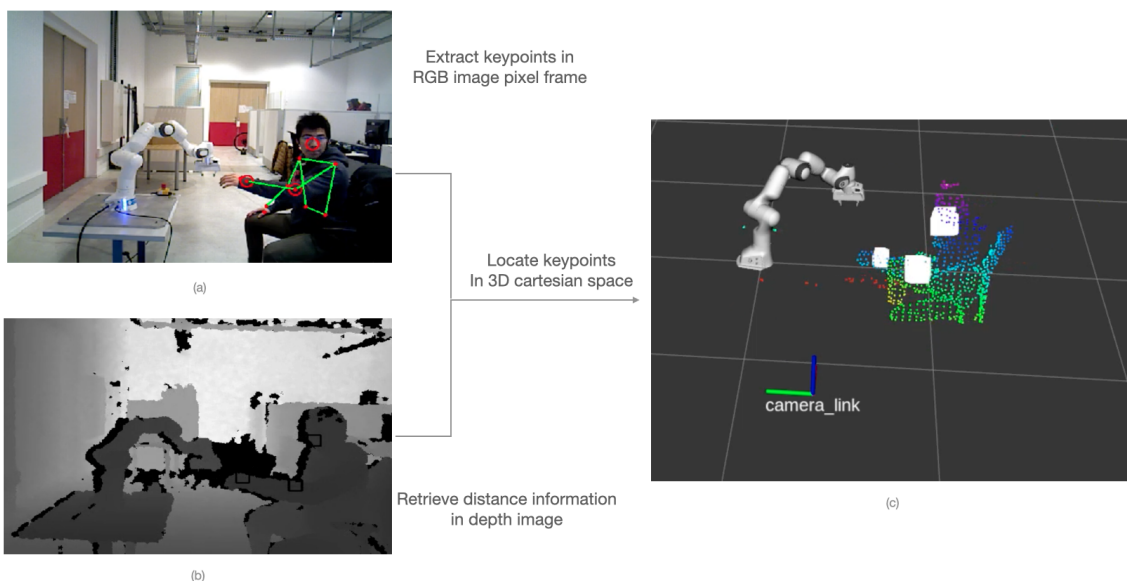 Extract keypoints in
RGB image pixel frame
(a)
Locate keypoints
In 3D cartesian space
camera_link
Retrieve distance information
in depth image
(c)
(b)